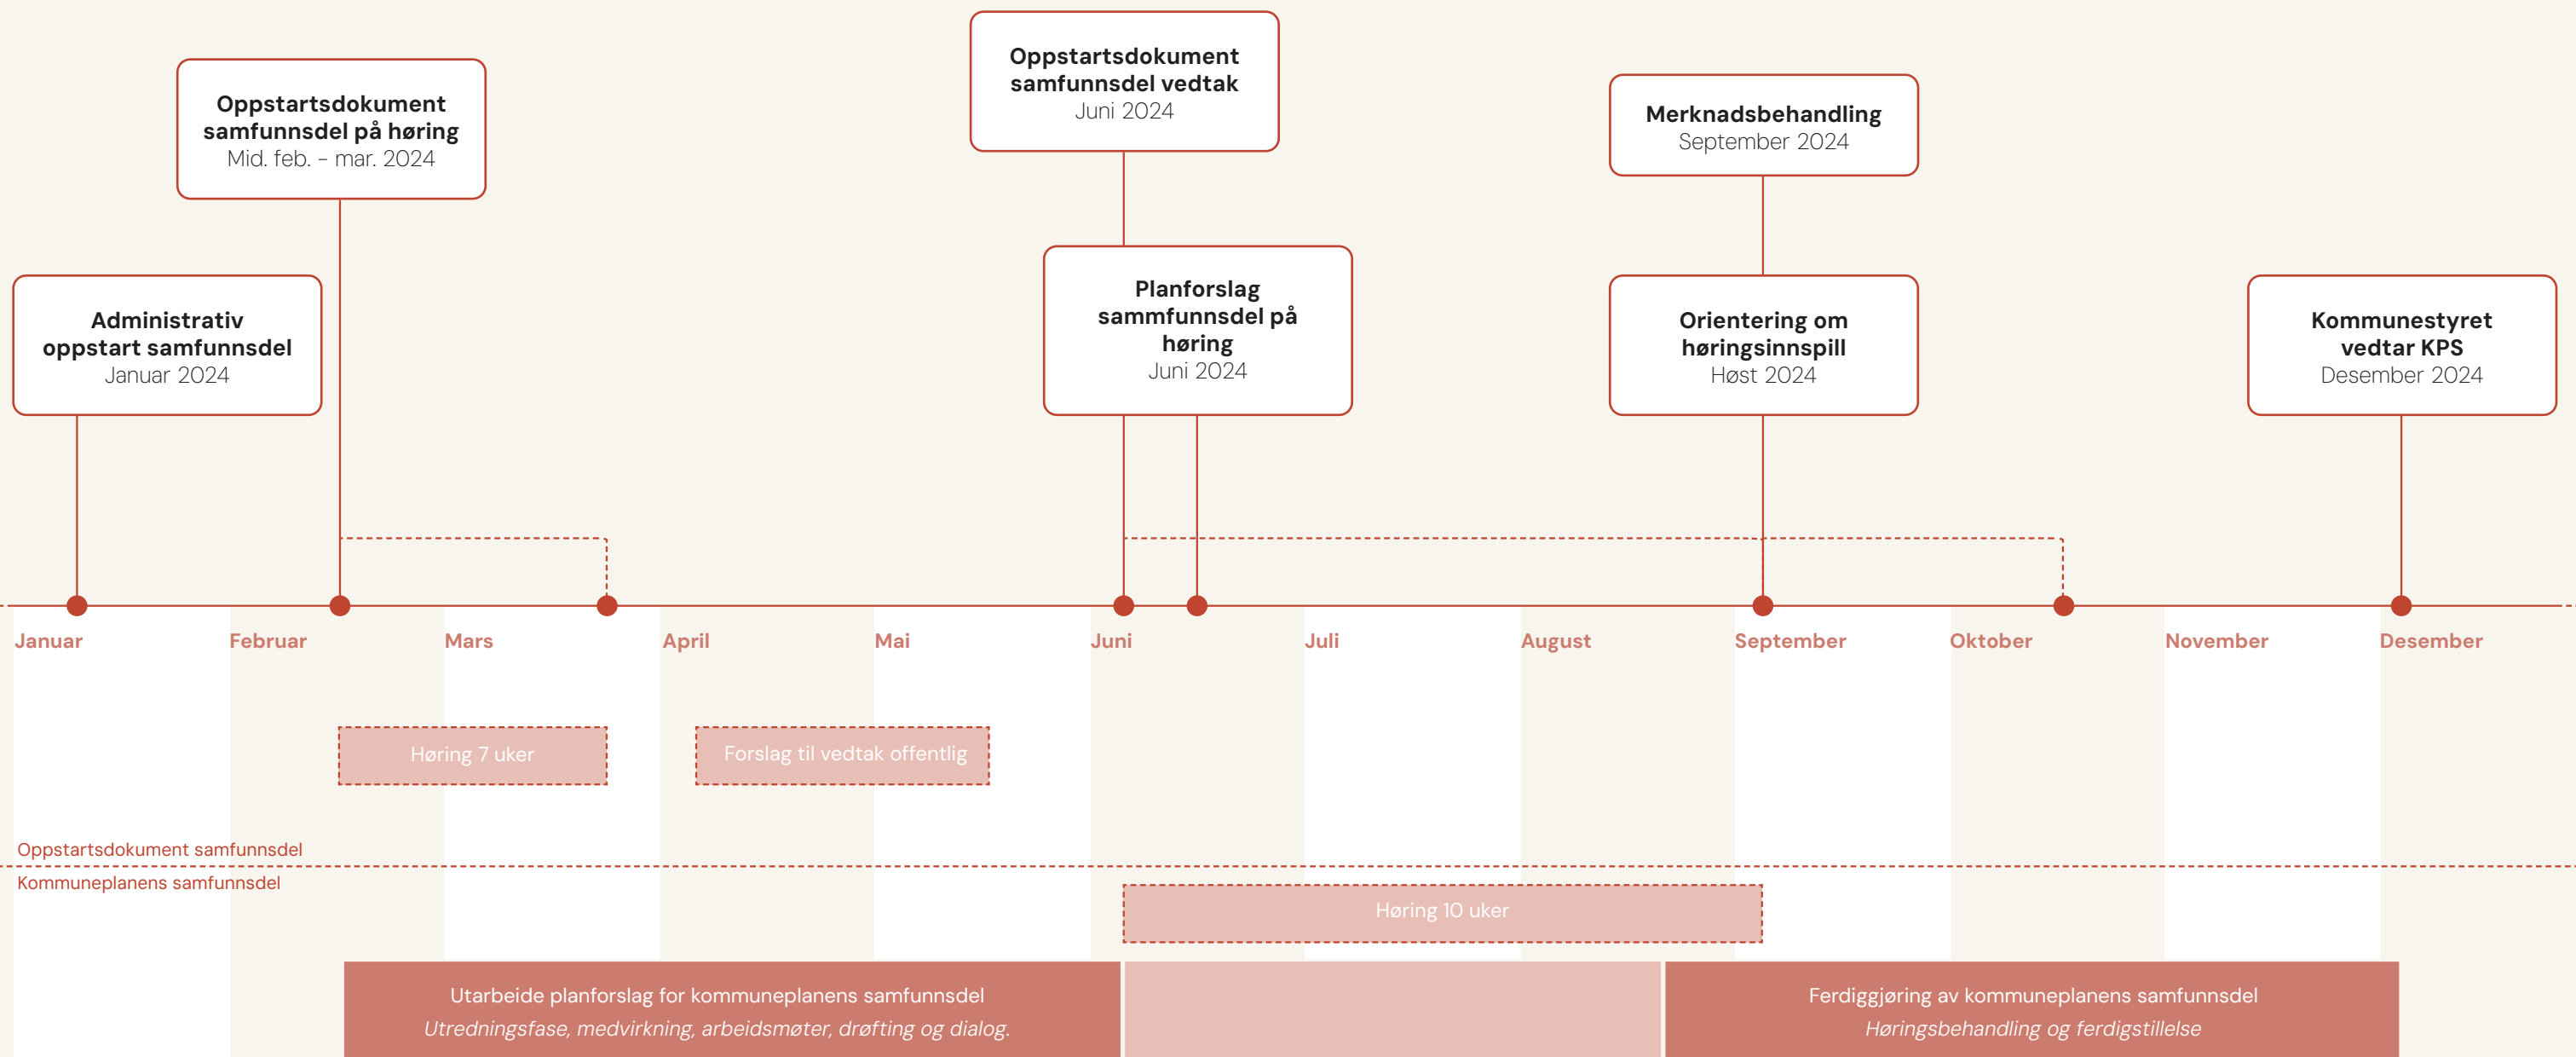 Oppstartsdokument
samfunnsdel vedtak
Juni 2024
Oppstartsdokument
samfunnsdel på høring
Mid. feb. - mar. 2024
Merknadsbehandling
September 2024
Administrativ
oppstart samfunnsdel
Januar 2024
Planforslag
sammfunnsdel på
høring
Juni 2024
Orientering om
høringsinnspill
Høst 2024
Kommunestyret
vedtar KPS
Desember 2024
Januar
Februar
Mars
April
Mai
Juni
Juli
August
September
Oktober
November
Desember
Høring 7 uker
Forslag til vedtak offentlig
Oppstartsdokument samfunnsdel
Kommuneplanens samfunnsdel
Høring 10 uker
Utarbeide planforslag for kommuneplanens samfunnsdel
Utredningsfase, medvirkning, arbeidsmøter, drøfting og dialog.
Ferdiggjøring av kommuneplanens samfunnsdel
Høringsbehandling og ferdigstillelse